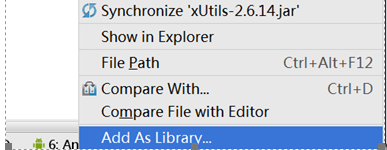 Synchronize 'xUtils-2.6.14.jar'
Show in Explorer
File Path Ctrl+Alt+F12
Compare With... Ctrl+D
Compare File with Editor
6: An
Add As Library...